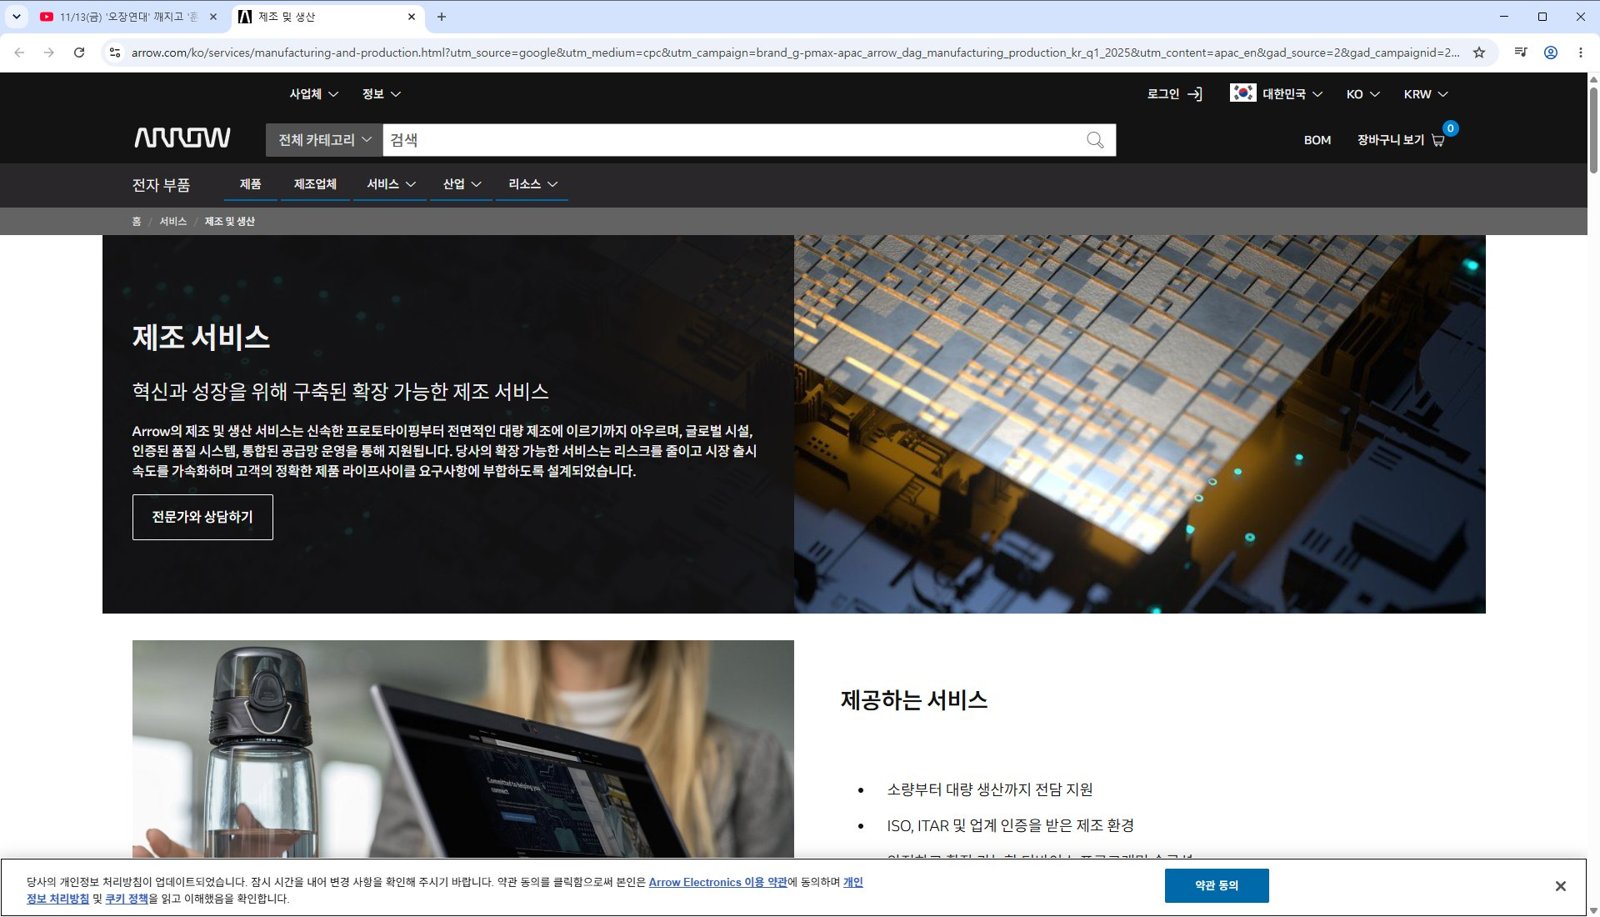 11/13(금) '오장연대' 깨지고 '흔
제조 및 생산
arrow.com/ko/services/manufacturing-and-production.html?utm_source=google&utm_medium=cpc&utm_campaign=brand_g-pmax-apac_arrow_dag_manufacturing_production_kr_q1_2025&utm_content=apac_en&gad_source=2&gad_campaignid=2...
사업체 정보 로그인 대한민국 KO KRW
ARROW 전체 카테고리 검색 BOM 장바구니 보기 0
전자 부품 제품 제조업체 서비스 산업 리소스
홈 / 서비스 / 제조 및 생산
제조 서비스
혁신과 성장을 위해 구축된 확장 가능한 제조 서비스
Arrow의 제조 및 생산 서비스는 신속한 프로토타이핑부터 전면적인 대량 제조에 이르기까지 아우르며, 글로벌 시설,
인증된 품질 시스템, 통합된 공급망 운영을 통해 지원됩니다. 당사의 확장 가능한 서비스는 리스크를 줄이고 시장 출시
속도를 가속화하며 고객의 정확한 제품 라이프사이클 요구사항에 부합하도록 설계되었습니다.
전문가와 상담하기
Committed to helping you
connect.
제공하는 서비스
• 소량부터 대량 생산까지 전담 지원
• ISO, ITAR 및 업계 인증을 받은 제조 환경
당사의 개인정보 처리방침이 업데이트되었습니다. 잠시 시간을 내어 변경 사항을 확인해 주시기 바랍니다. 약관 동의를 클릭함으로써 본인은 Arrow Electronics 이용 약관에 동의하며 개인
정보 처리방침 및 쿠키 정책을 읽고 이해했음을 확인합니다.
약관 동의